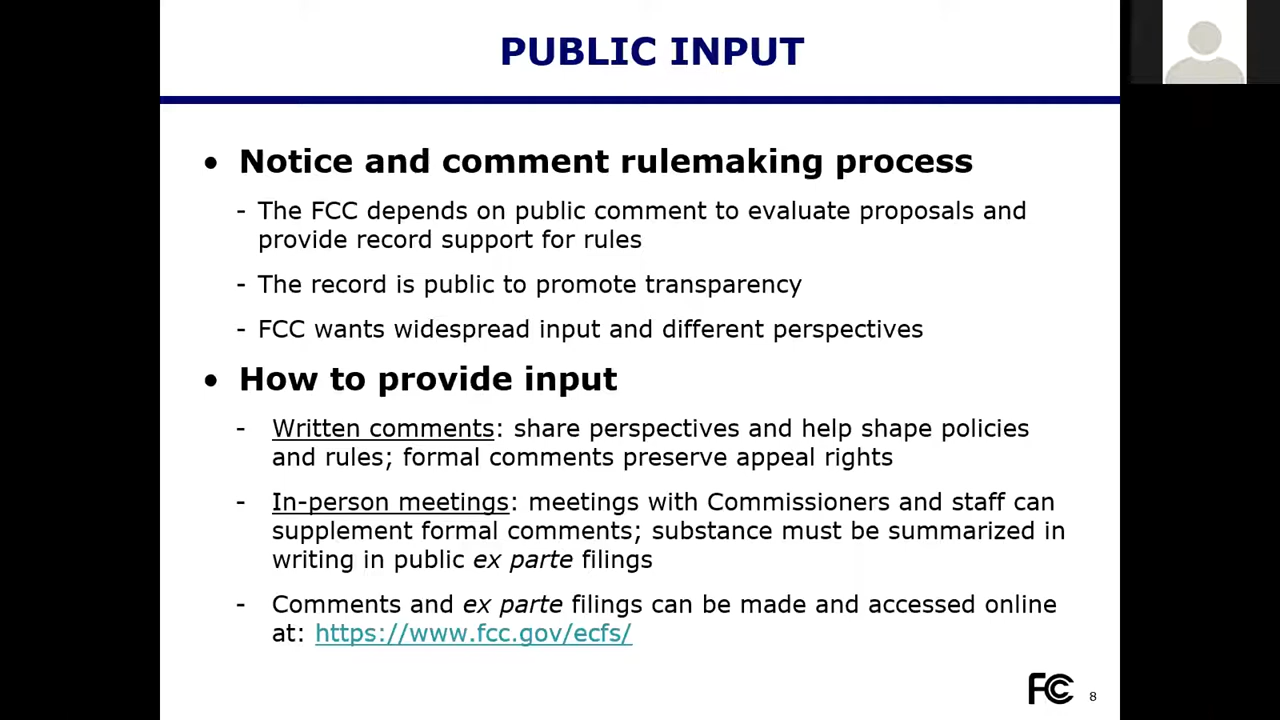 PUBLIC INPUT
• Notice and comment rulemaking process
- The FCC depends on public comment to evaluate proposals and
provide record support for rules
- The record is public to promote transparency
- FCC wants widespread input and different perspectives
• How to provide input
- Written comments: share perspectives and help shape policies
and rules; formal comments preserve appeal rights
- In-person meetings: meetings with Commissioners and staff can
supplement formal comments; substance must be summarized in
writing in public ex parte filings
- Comments and ex parte filings can be made and accessed online
at: https://www.fcc.gov/ecfs/
FCC 8